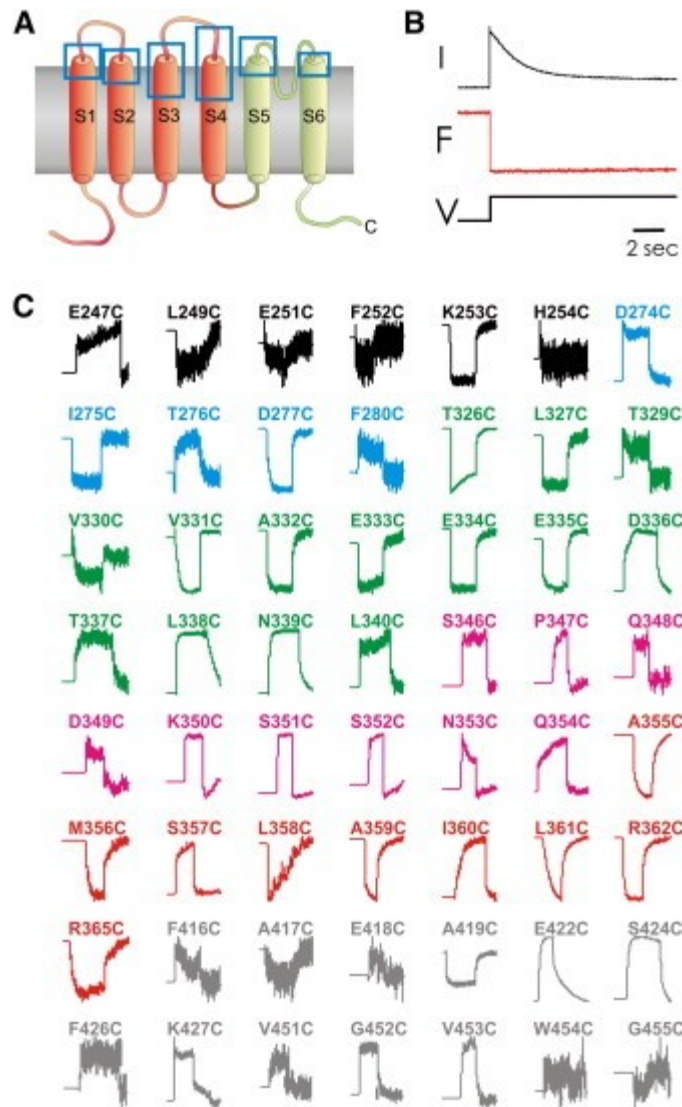 A
B
S1 S2 S3 S4 S5 S6
C
I
F
V
2 sec
C
E247C L249C E251C F252C K253C H254C D274C
I275C T276C D277C F280C T326C L327C T329C
V330C V331C A332C E333C E334C E335C D336C
T337C L338C N339C L340C S346C P347C Q348C
D349C K350C S351C S352C N353C Q354C A355C
M356C S357C L358C A359C I360C L361C R362C
R365C F416C A417C E418C A419C E422C S424C
F426C K427C V451C G452C V453C W454C G455C